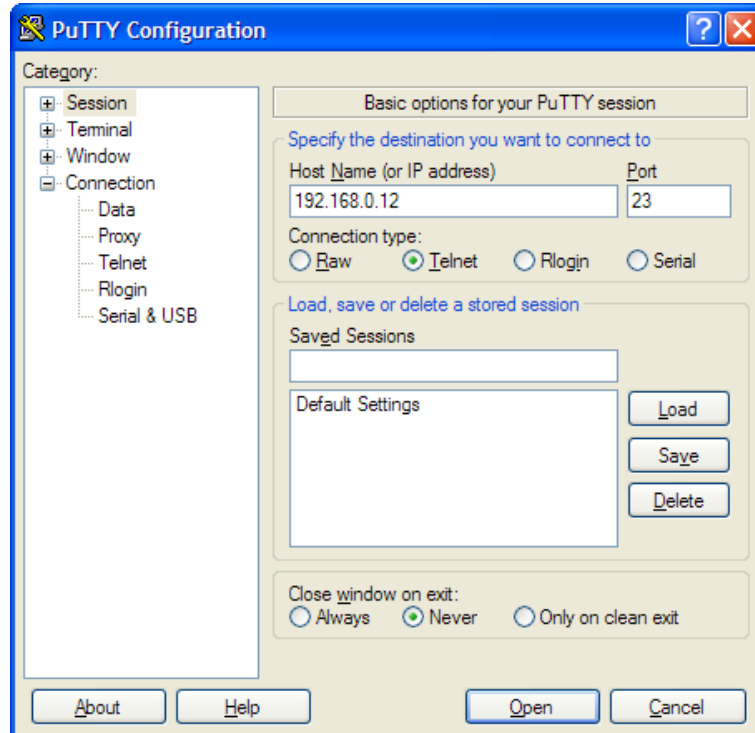 PuTTY Configuration
Category:
Session
Terminal
Window
Connection
Data
Proxy
Telnet
Rlogin
Serial & USB
Basic options for your PuTTY session
Specify the destination you want to connect to
Host Name (or IP address) Port
192.168.0.12 23
Connection type:
Raw Telnet Rlogin Serial
Load, save or delete a stored session
Saved Sessions
Default Settings
Load
Save
Delete
Close window on exit:
Always Never Only on clean exit
About Help Open Cancel